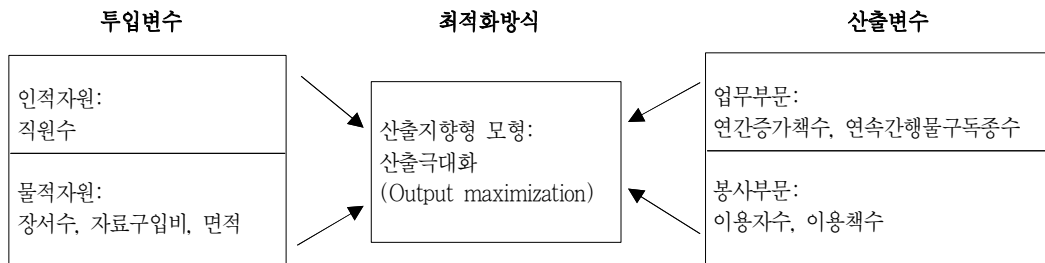 투입변수
최적화방식
산출변수
인적자원:
직원수
물적자원:
장서수, 자료구입비, 면적
산출지향형 모형:
산출극대화
(Output maximization)
업무부문:
연간증가책수, 연속간행물구독종수
봉사부문:
이용자수, 이용책수